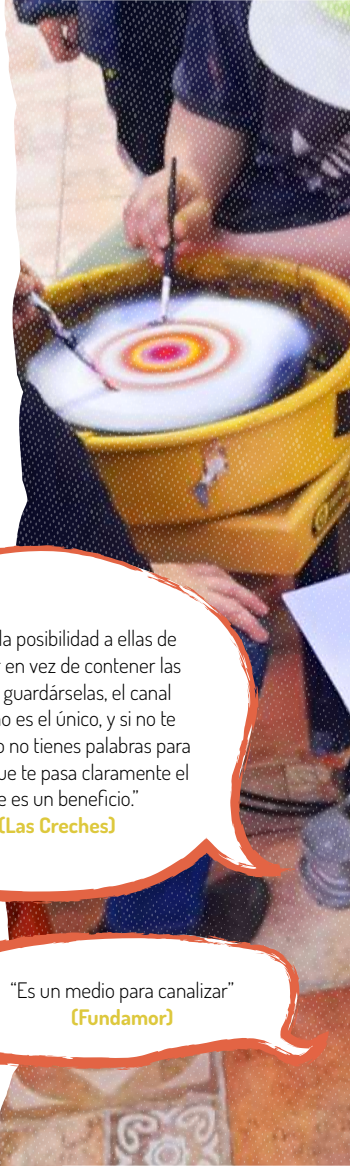 la posibilidad a ellas de
en vez de contener las
guardárselas, el canal
es el único, y si no te
no tienes palabras para
te pasa claramente el
es un beneficio.”
(Las Creches)
“Es un medio para canalizar”
(Fundamor)